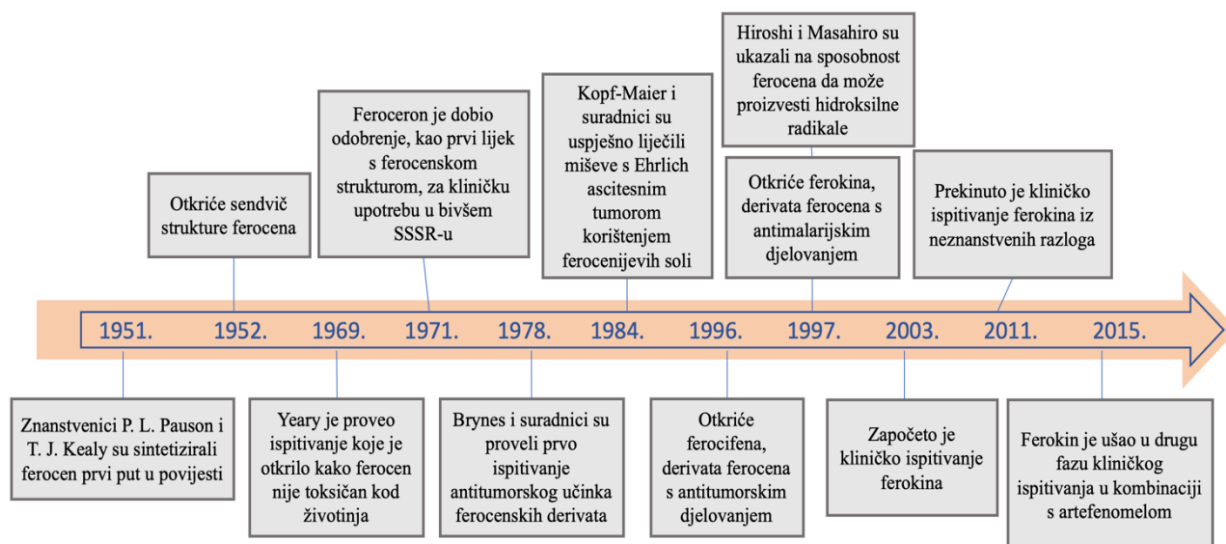 Otkriće sendvič
strukture ferocena
Feroceron je dobio
odobrenje, kao prvi lijek
s ferocenskom
strukturom, za kliničku
upotrebu u bivšem
SSSR-u
Kopf-Maier i
suradnici su
uspješno liječili
miševe s Ehrlich
ascitesnim
tumorom
korištenjem
ferocenijevih soli
Hiroshi i Masahiro su
ukazali na sposobnost
ferocena da može
proizvesti hidroksilne
radikale
Otkriće ferokina,
derivata ferocena s
antimalarijskim
djelovanjem
Prekinuto je kliničko
ispitivanje ferokina iz
neznanstvenih razloga
1951. 1952. 1969. 1971. 1978. 1984. 1996. 1997. 2003. 2011. 2015.
Znanstvenici P. L. Pauson i
T. J. Kealy su sintetizirali
ferocen prvi put u povijesti
Yeary je proveo
ispitivanje koje je
otkrilo kako ferocen
nije toksičan kod
životinja
Brynes i suradnici su
proveli prvo
ispitivanje
antitumorskog učinka
ferocenskih derivata
Otkriće
ferocifena,
derivata ferocena
s antitumorskim
djelovanjem
Započeto je
kliničko ispitivanje
ferokina
Ferokin je ušao u drugu
fazu kliničkog
ispitivanja u kombinaciji
s artefenomelom